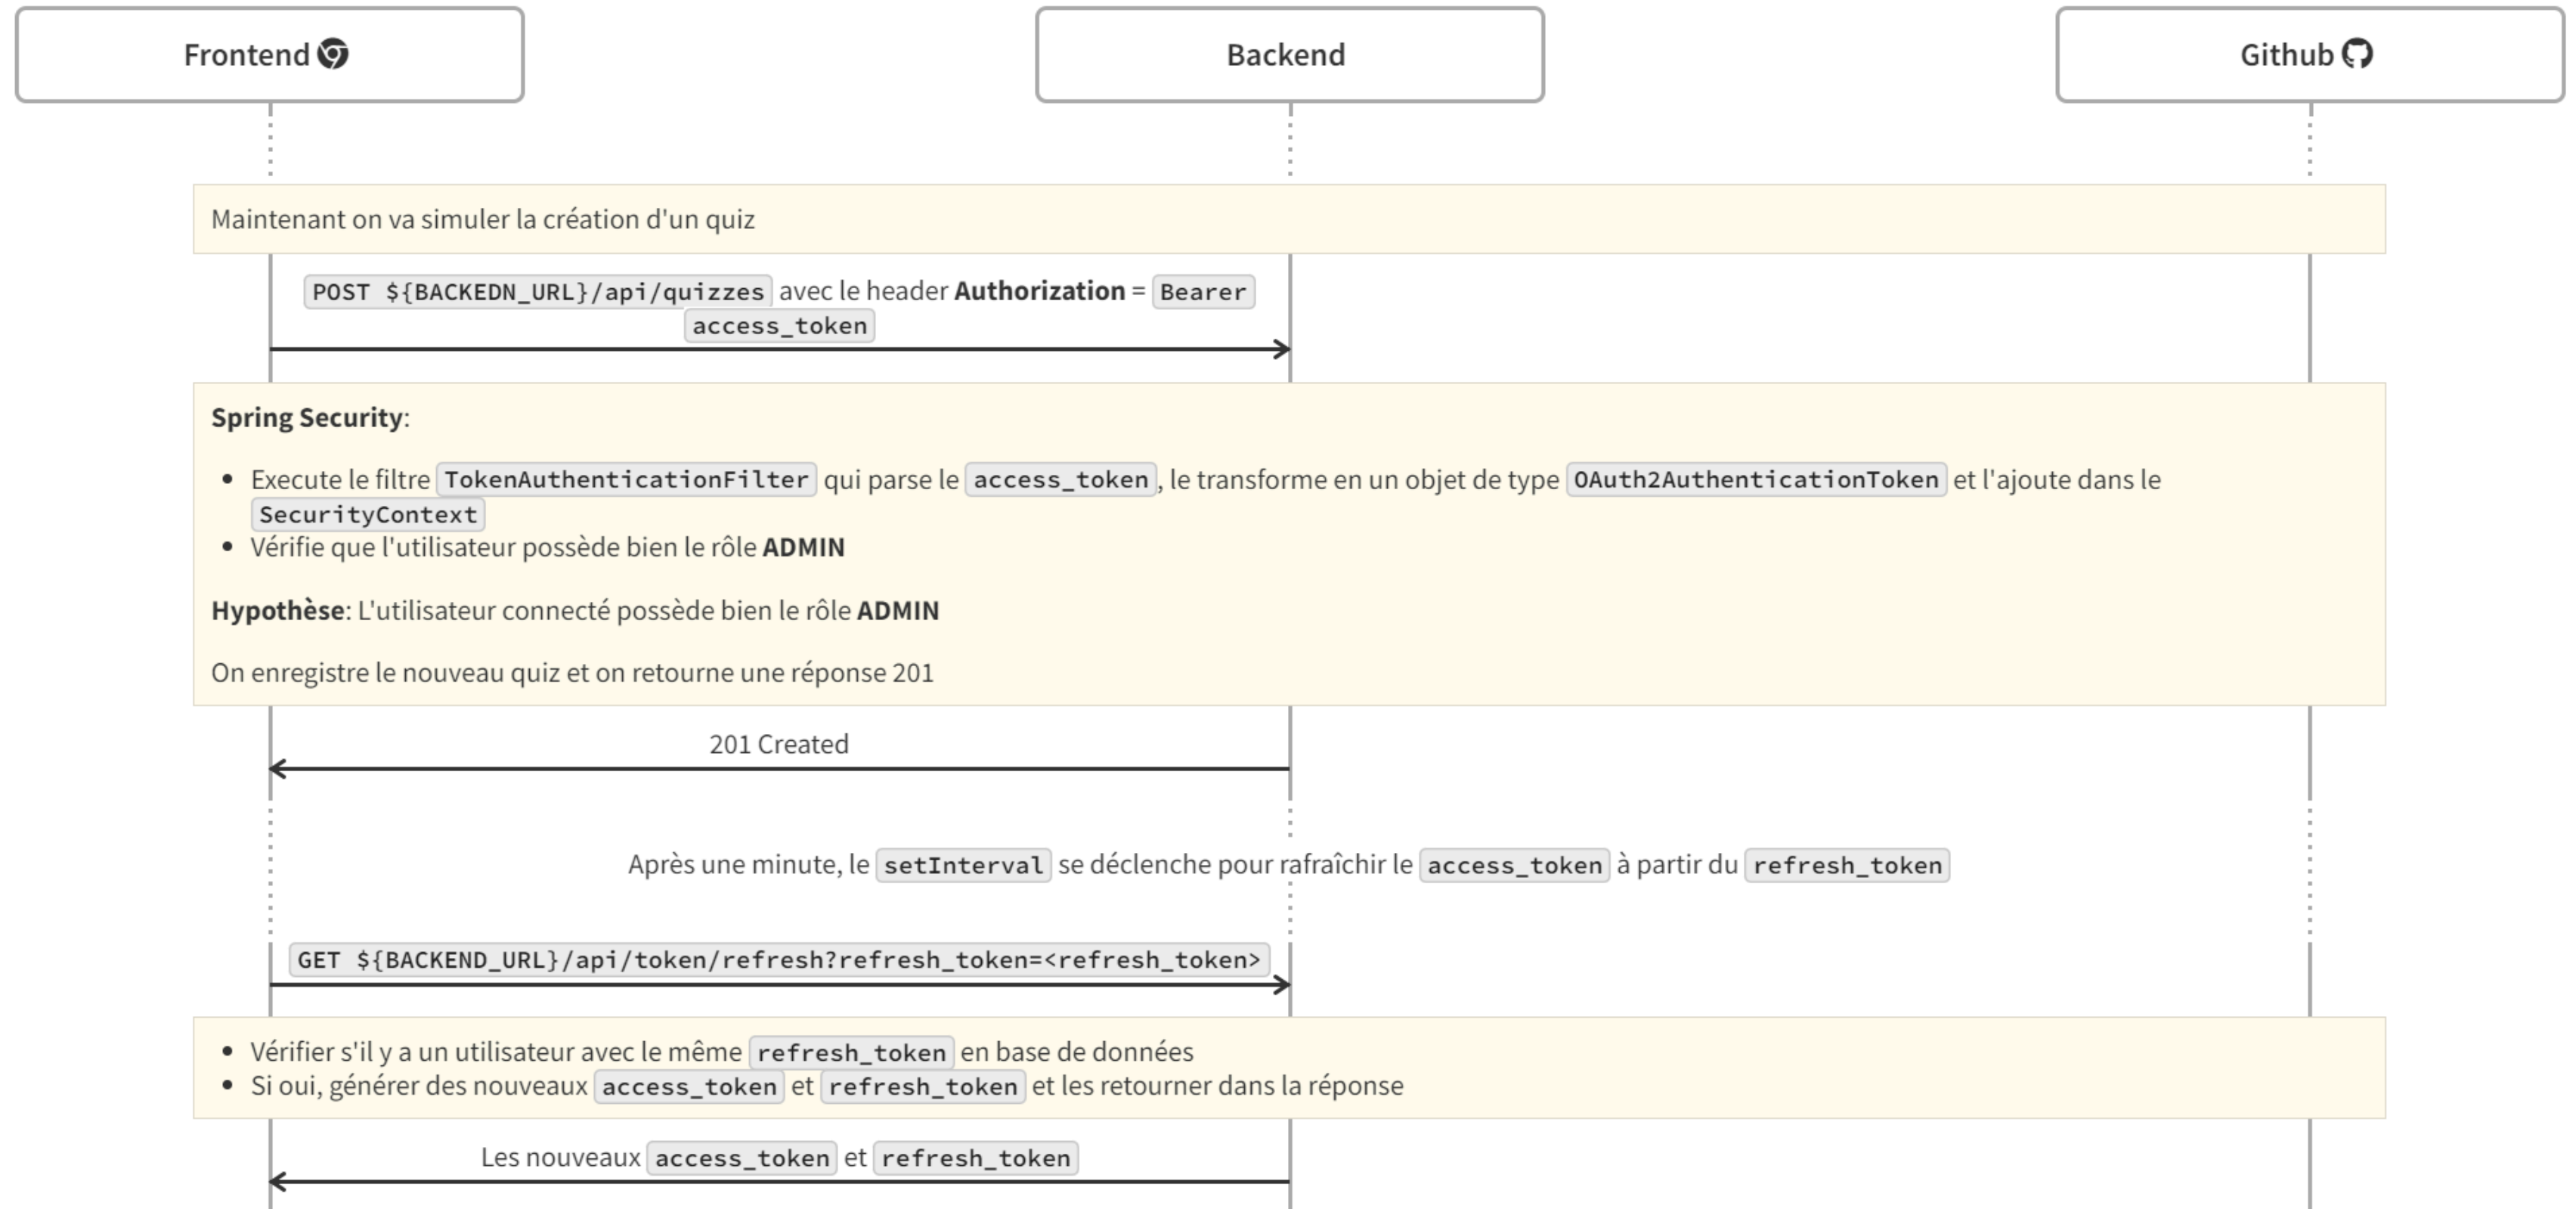 Frontend
Backend
Github
Maintenant on va simuler la création d'un quiz
POST ${BACKEDN_URL}/api/quizzes avec le header Authorization = Bearer
access_token
Spring Security:
• Execute le filtre TokenAuthenticationFilter qui parse le access_token, le transforme en un objet de type OAuth2AuthenticationToken et l'ajoute dans le
SecurityContext
• Vérifie que l'utilisateur possède bien le rôle ADMIN
Hypothèse: L'utilisateur connecté possède bien le rôle ADMIN
On enregistre le nouveau quiz et on retourne une réponse 201
201 Created
Après une minute, le setInterval se déclenche pour rafraîchir le access_token à partir du refresh_token
GET ${BACKEND_URL}/api/token/refresh?refresh_token=<refresh_token>
• Vérifier s'il y a un utilisateur avec le même refresh_token en base de données
• Si oui, générer des nouveaux access_token et refresh_token et les retourner dans la réponse
Les nouveaux access_token et refresh_token